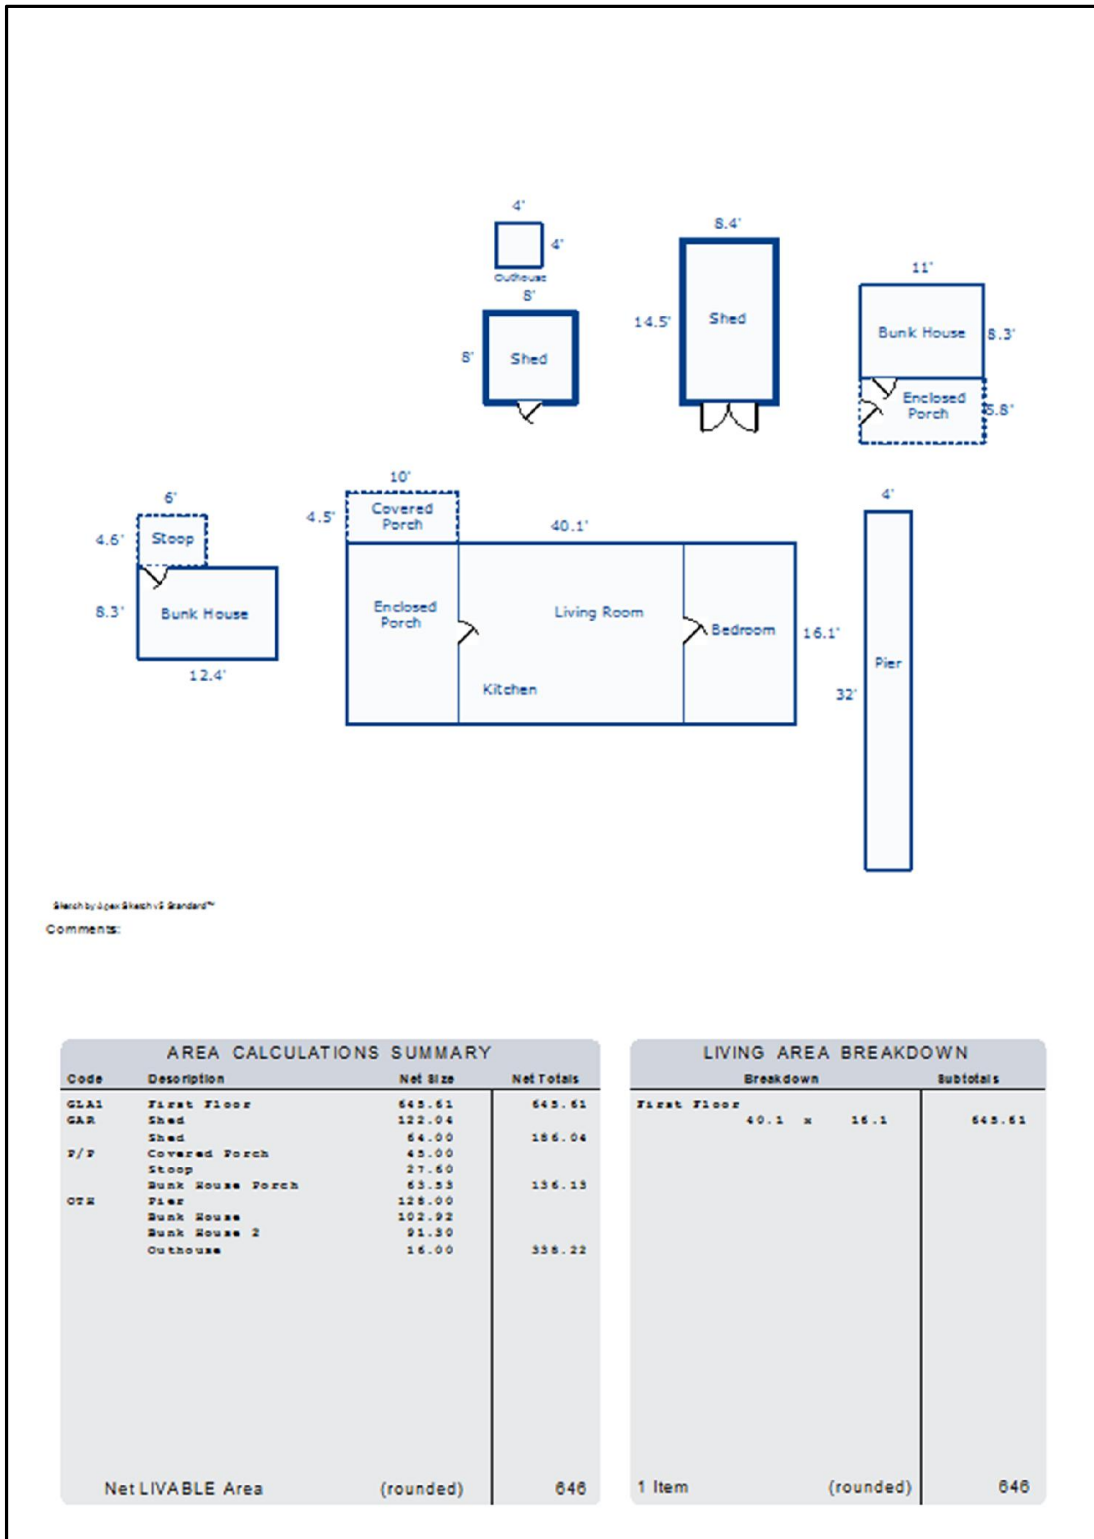 4'
4'
Outhouse
8'
8'
Shed
8.4'
14.5'
Shed
11'
Bunk House
8.3'
Enclosed
Porch
5.8'
6'
4.6'
Stoop
8.3'
Bunk House
12.4'
10'
4.5'
Covered
Porch
40.1'
Enclosed
Porch
Living Room
Bedroom
16.1'
Kitchen
4'
Pier
32'
Sketch by Apex Sketch v5 Standard™
Comments:
AREA CALCULATIONS SUMMARY
Code Description Net Size Net Totals
GLA1 First Floor 645.61 645.61
GAR Shed 122.04
Shed 64.00 186.04
P/P Covered Porch 45.00
Stoop 27.60
Bunk House Porch 63.53 136.13
OTH Pier 128.00
Bunk House 102.92
Bunk House 2 91.30
Outhouse 16.00 338.22
Net LIVABLE Area (rounded) 646
LIVING AREA BREAKDOWN
Breakdown Subtotals
First Floor
40.1 x 16.1 645.61
1 Item (rounded) 646